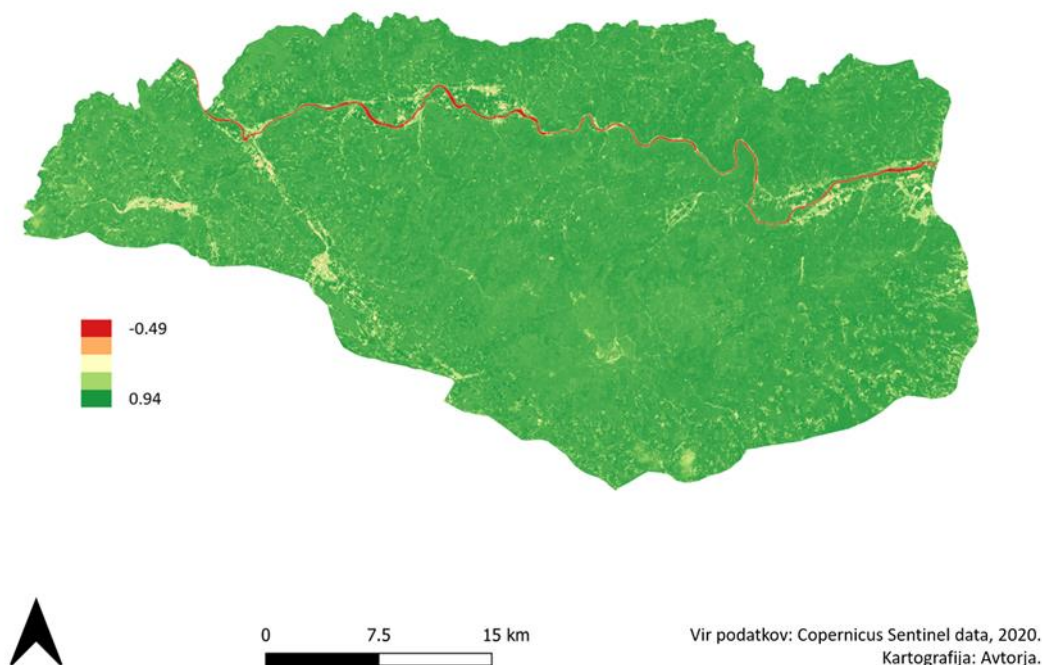 -0.49
0.94
0 7.5 15 km
Vir podatkov: Copernicus Sentinel data, 2020.
Kartografija: Avtorja.